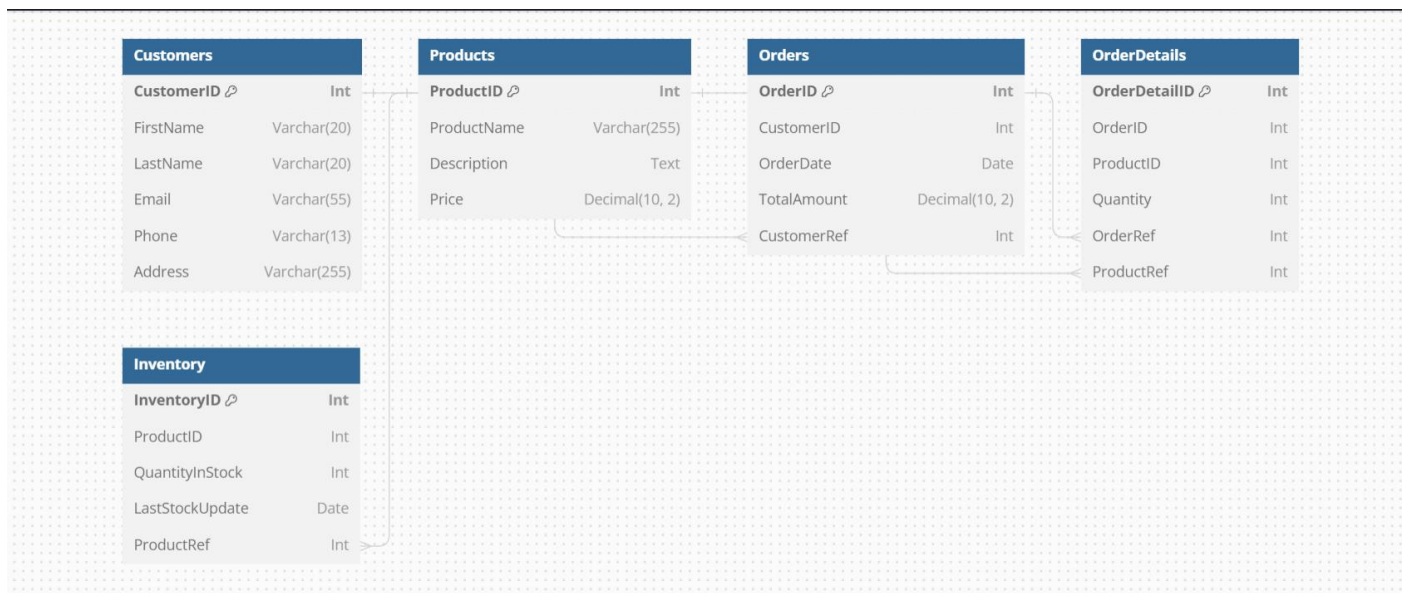 Customers
CustomerID Int
FirstName Varchar(20)
LastName Varchar(20)
Email Varchar(55)
Phone Varchar(13)
Address Varchar(255)
Products
ProductID Int
ProductName Varchar(255)
Description Text
Price Decimal(10, 2)
Orders
OrderID Int
CustomerID Int
OrderDate Date
TotalAmount Decimal(10, 2)
CustomerRef Int
OrderDetails
OrderDetailID Int
OrderID Int
ProductID Int
Quantity Int
OrderRef Int
ProductRef Int
Inventory
InventoryID Int
ProductID Int
QuantityInStock Int
LastStockUpdate Date
ProductRef Int